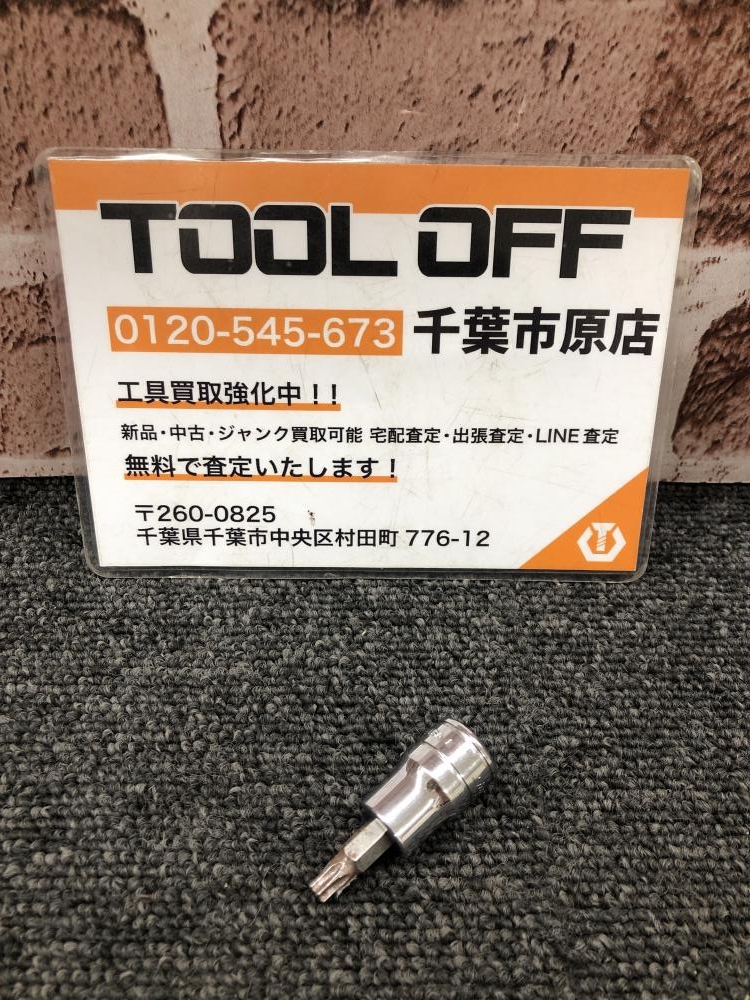 TOOL OFF
0120-545-673 千葉市原店
工具買取強化中！！
新品・中古・ジャンク買取可能 宅配査定・出張査定・LINE査定
無料で査定いたします！
〒260-0825
千葉県千葉市中央区村田町 776-12